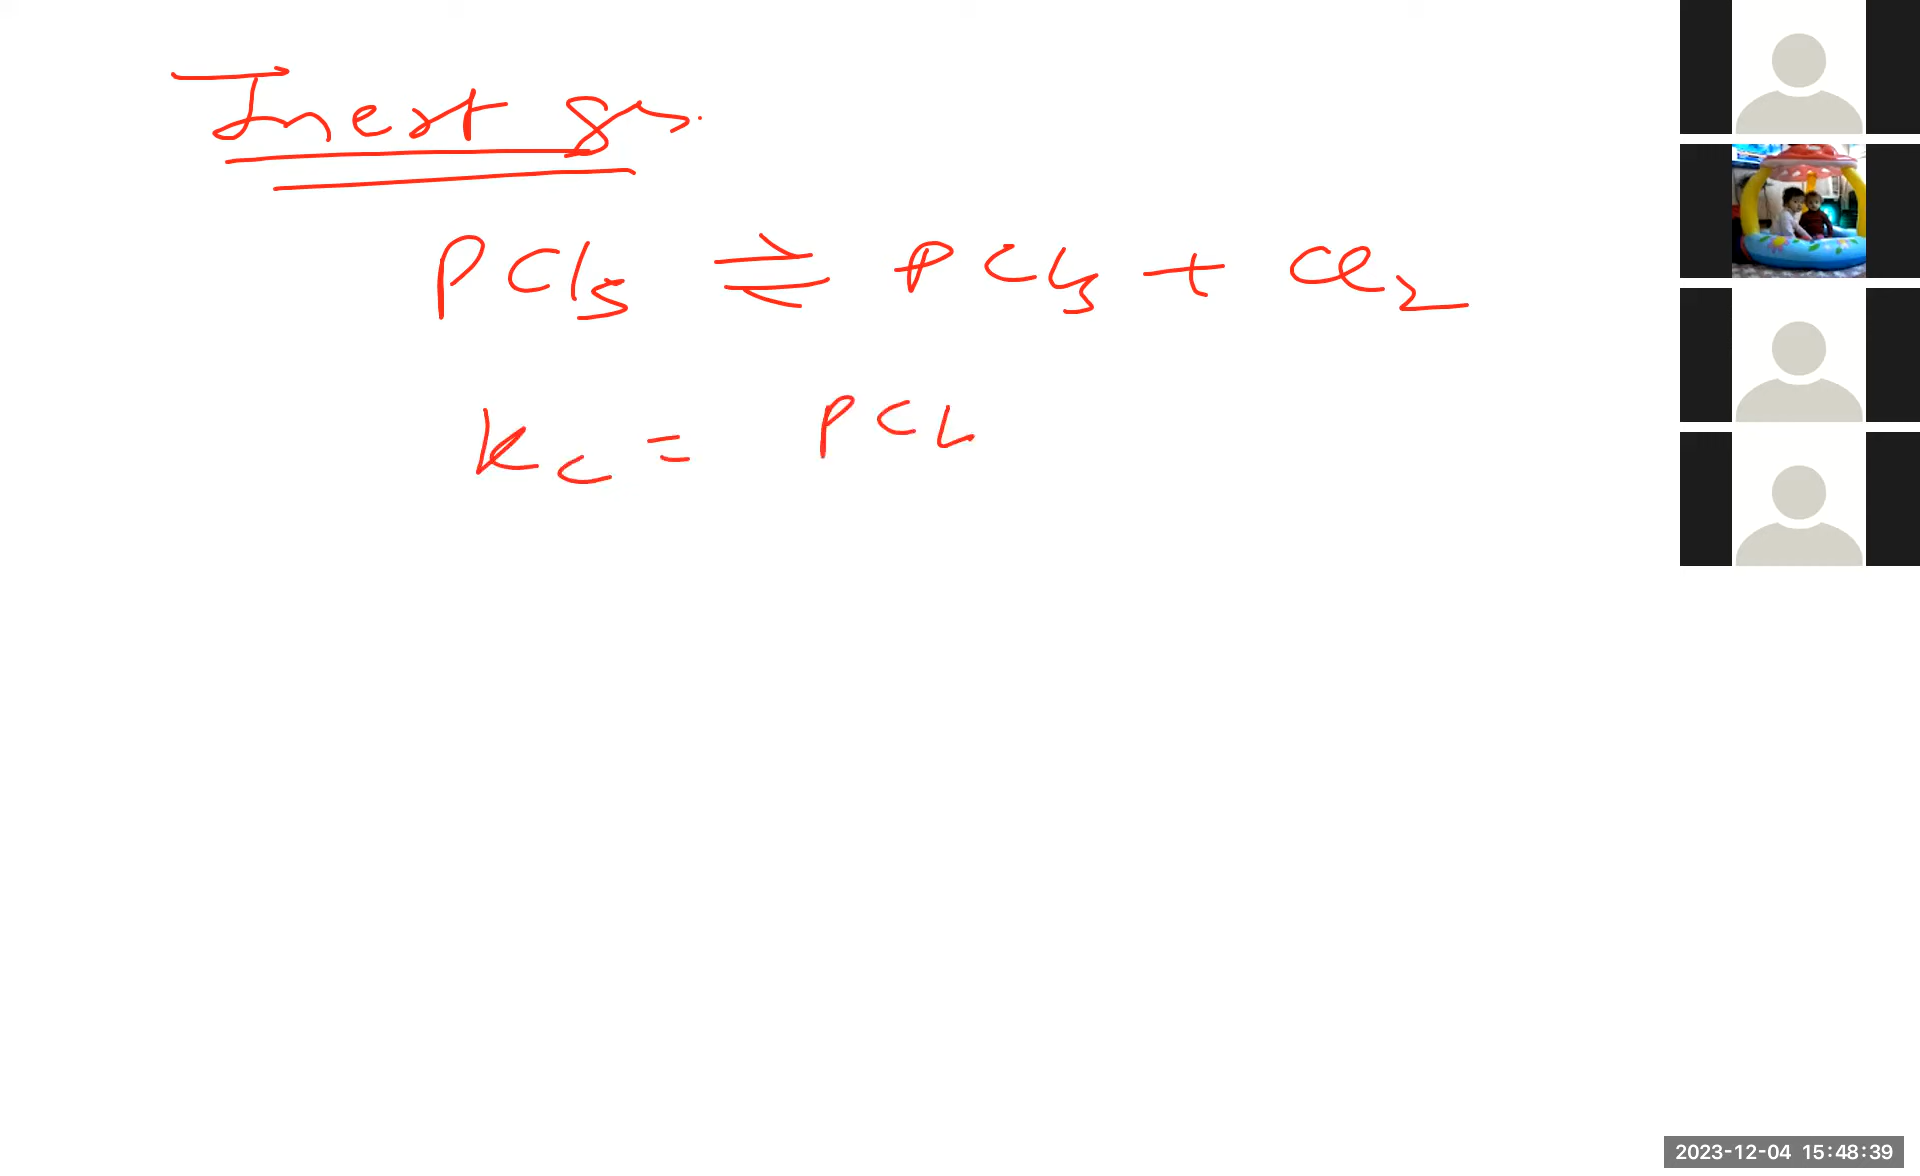 Inert gas.
PCl5 ⇌ PCl3 + Cl2
Kc = PCl
2023-12-04 15:48:39